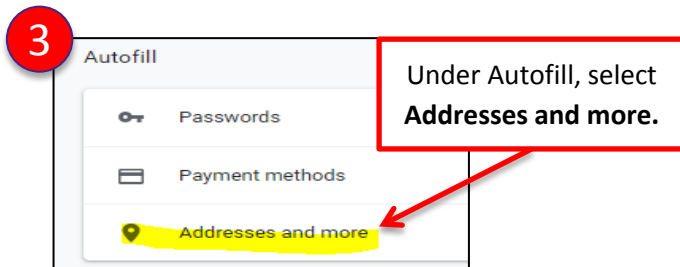 3
Autofill
Under Autofill, select
Addresses and more.
Passwords
Payment methods
Addresses and more